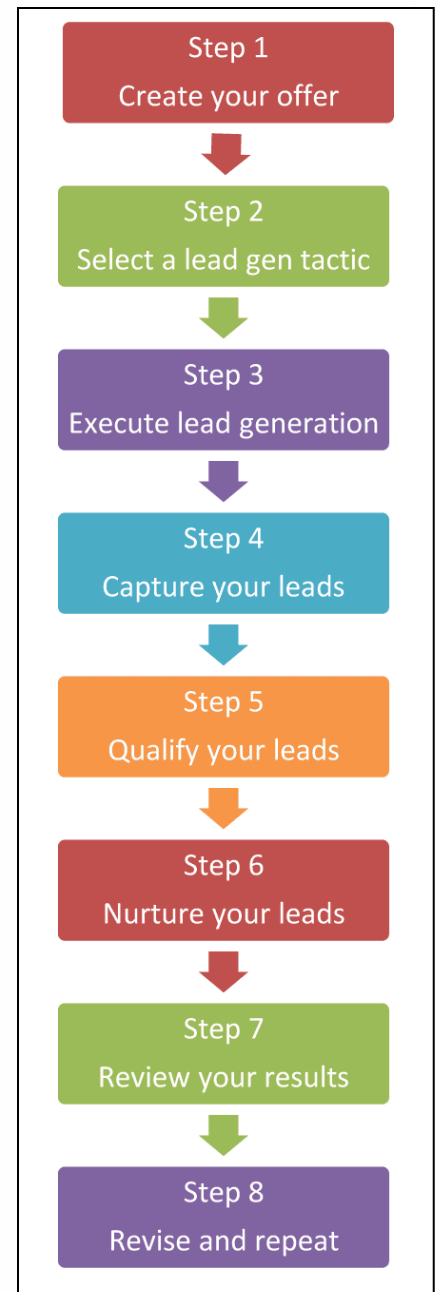 Step 1
Create your offer
Step 2
Select a lead gen tactic
Step 3
Execute lead generation
Step 4
Capture your leads
Step 5
Qualify your leads
Step 6
Nurture your leads
Step 7
Review your results
Step 8
Revise and repeat